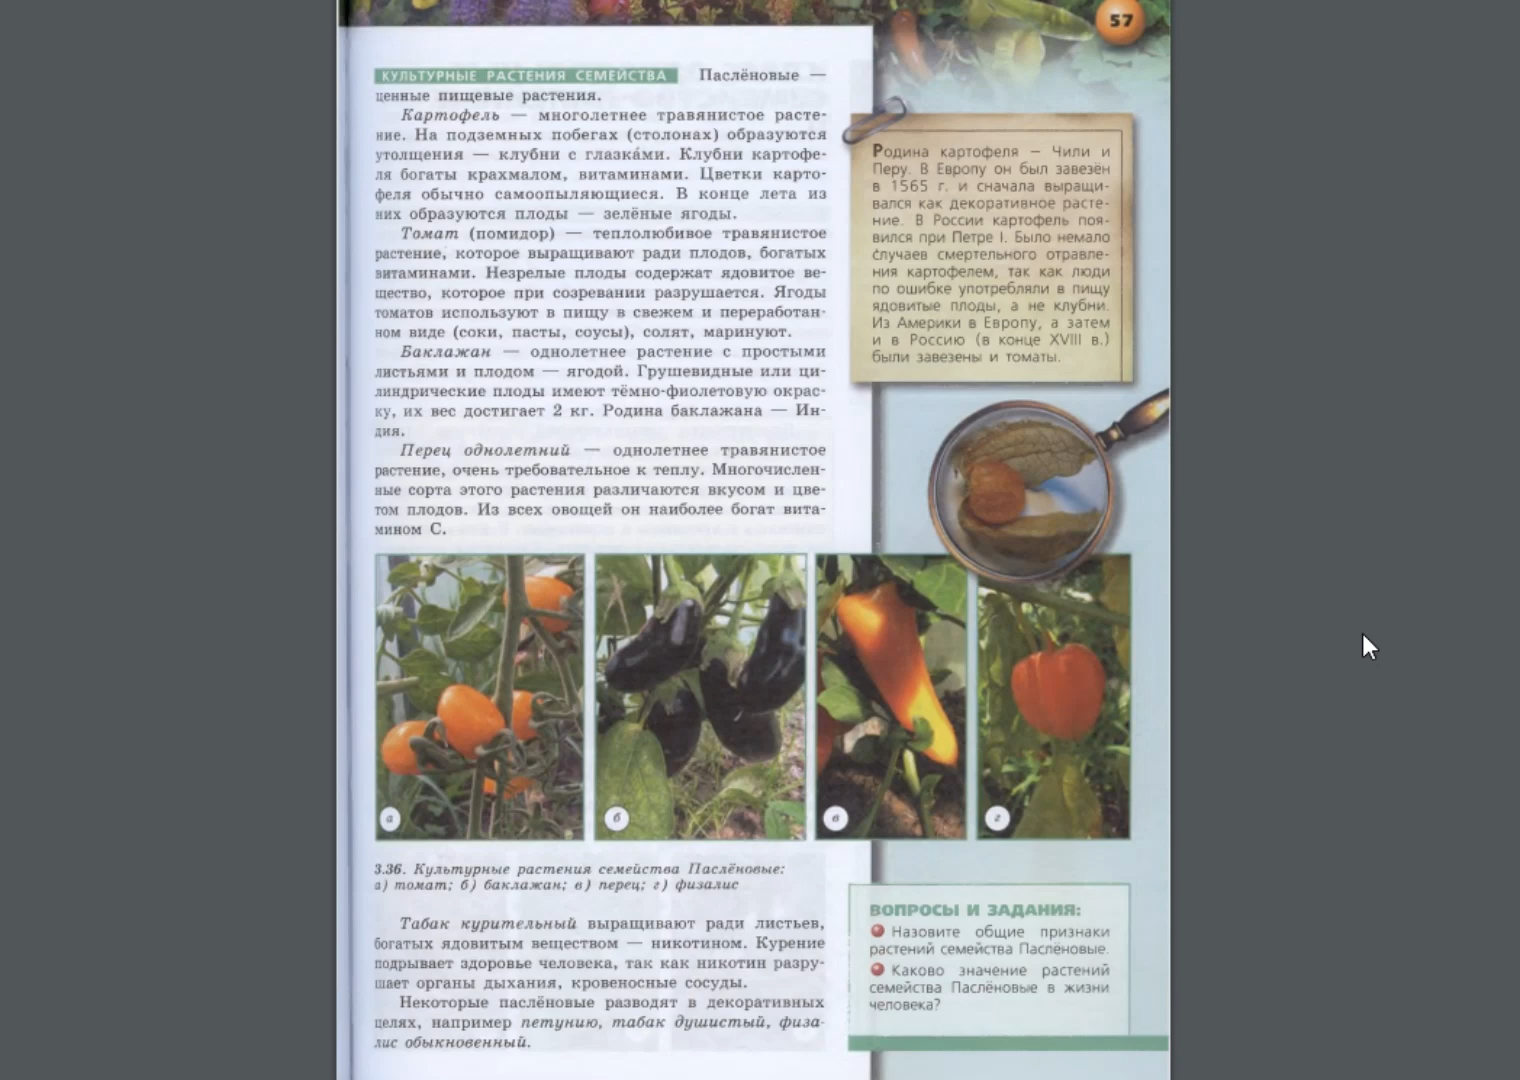 57
КУЛЬТУРНЫЕ РАСТЕНИЯ СЕМЕЙСТВА Паслёновые —
ценные пищевые растения.
Картофель — многолетнее травянистое расте-
ние. На подземных побегах (столонах) образуются
утолщения — клубни с глазка́ми. Клубни картофе-
ля богаты крахмалом, витаминами. Цветки карто-
феля обычно самоопыляющиеся. В конце лета из
них образуются плоды — зелёные ягоды.
Томат (помидор) — теплолюбивое травянистое
растение, которое выращивают ради плодов, богатых
витаминами. Незрелые плоды содержат ядовитое ве-
щество, которое при созревании разрушается. Ягоды
томатов используют в пищу в свежем и переработан-
ном виде (соки, пасты, соусы), солят, маринуют.
Баклажан — однолетнее растение с простыми
листьями и плодом — ягодой. Грушевидные или ци-
линдрические плоды имеют тёмно-фиолетовую окрас-
ку, их вес достигает 2 кг. Родина баклажана — Ин-
дия.
Перец однолетний — однолетнее травянистое
растение, очень требовательное к теплу. Многочислен-
ные сорта этого растения различаются вкусом и цве-
том плодов. Из всех овощей он наиболее богат вита-
мином С.
Родина картофеля — Чили и
Перу. В Европу он был завезён
в 1565 г. и сначала выращи-
вался как декоративное расте-
ние. В России картофель поя-
вился при Петре I. Было немало
случаев смертельного отравле-
ния картофелем, так как люди
по ошибке употребляли в пищу
ядовитые плоды, а не клубни.
Из Америки в Европу, а затем
и в Россию (в конце XVIII в.)
были завезены и томаты.
а
б
в
г
3.36. Культурные растения семейства Паслёновые:
а) томат; б) баклажан; в) перец; г) физалис
Табак курительный выращивают ради листьев,
богатых ядовитым веществом — никотином. Курение
подрывает здоровье человека, так как никотин разру-
шает органы дыхания, кровеносные сосуды.
Некоторые паслёновые разводят в декоративных
целях, например петунию, табак душистый, физа-
лис обыкновенный.
ВОПРОСЫ И ЗАДАНИЯ:
Назовите общие признаки
растений семейства Паслёновые.
Каково значение растений
семейства Паслёновые в жизни
человека?